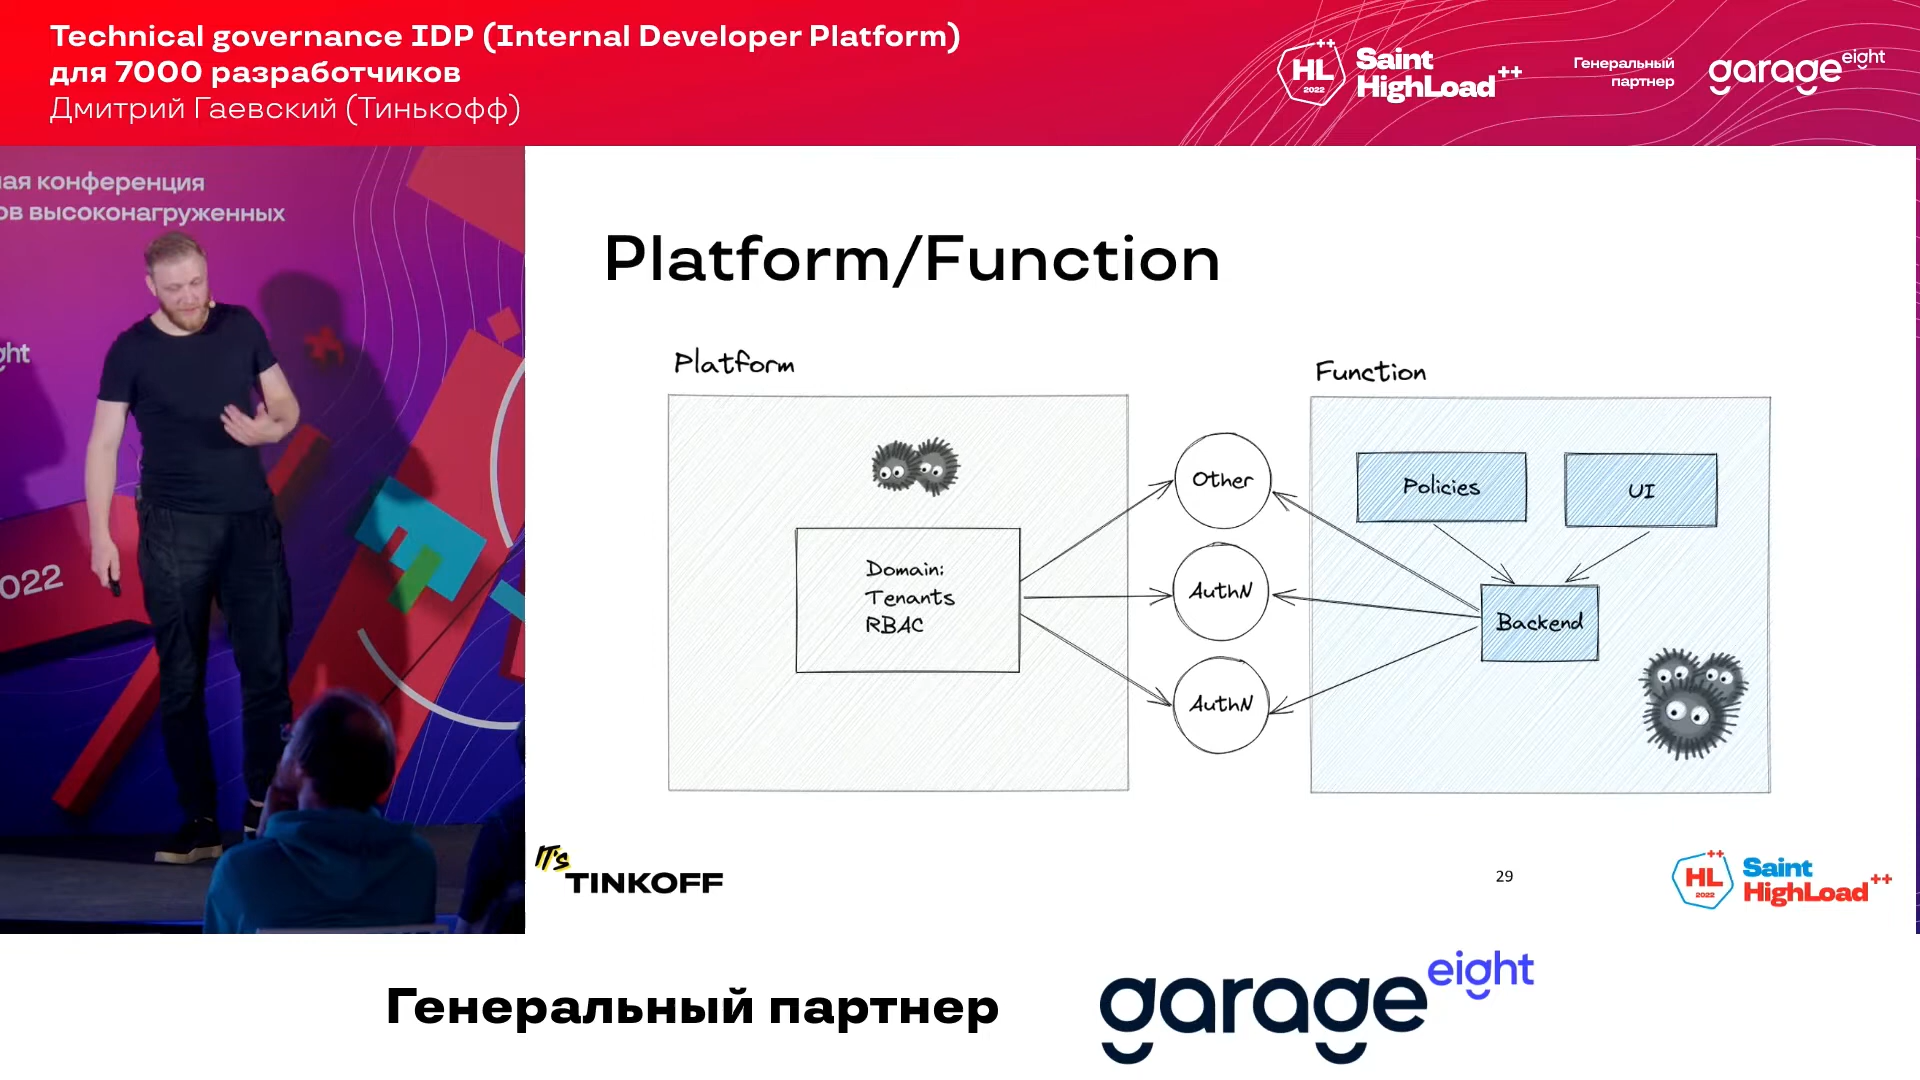 Technical governance IDP (Internal Developer Platform)
для 7000 разработчиков
Дмитрий Гаевский (Тинькофф)
HL++
2022
Saint
HighLoad++
Генеральный
партнер
garage eight
ая конференция
ов высоконагруженных
ght
022
Platform/Function
Platform
Function
Domain:
Tenants
RBAC
Other
AuthN
AuthN
Policies
UI
Backend
IT's
TINKOFF
29
HL++
2022
Saint
HighLoad++
Генеральный партнер
garage eight